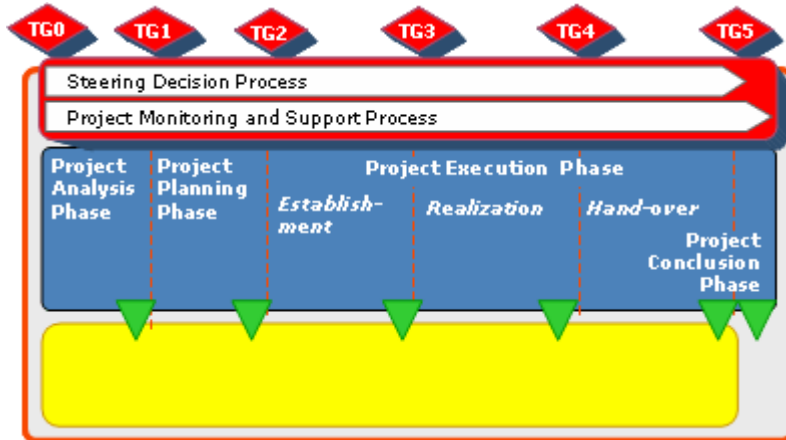 TG0 TG1 TG2 TG3 TG4 TG5
Steering Decision Process
Project Monitoring and Support Process
Project
Analysis
Phase
Project
Planning
Phase
Project Execution Phase
Establish-
ment
Realization
Hand-over
Project
Conclusion
Phase